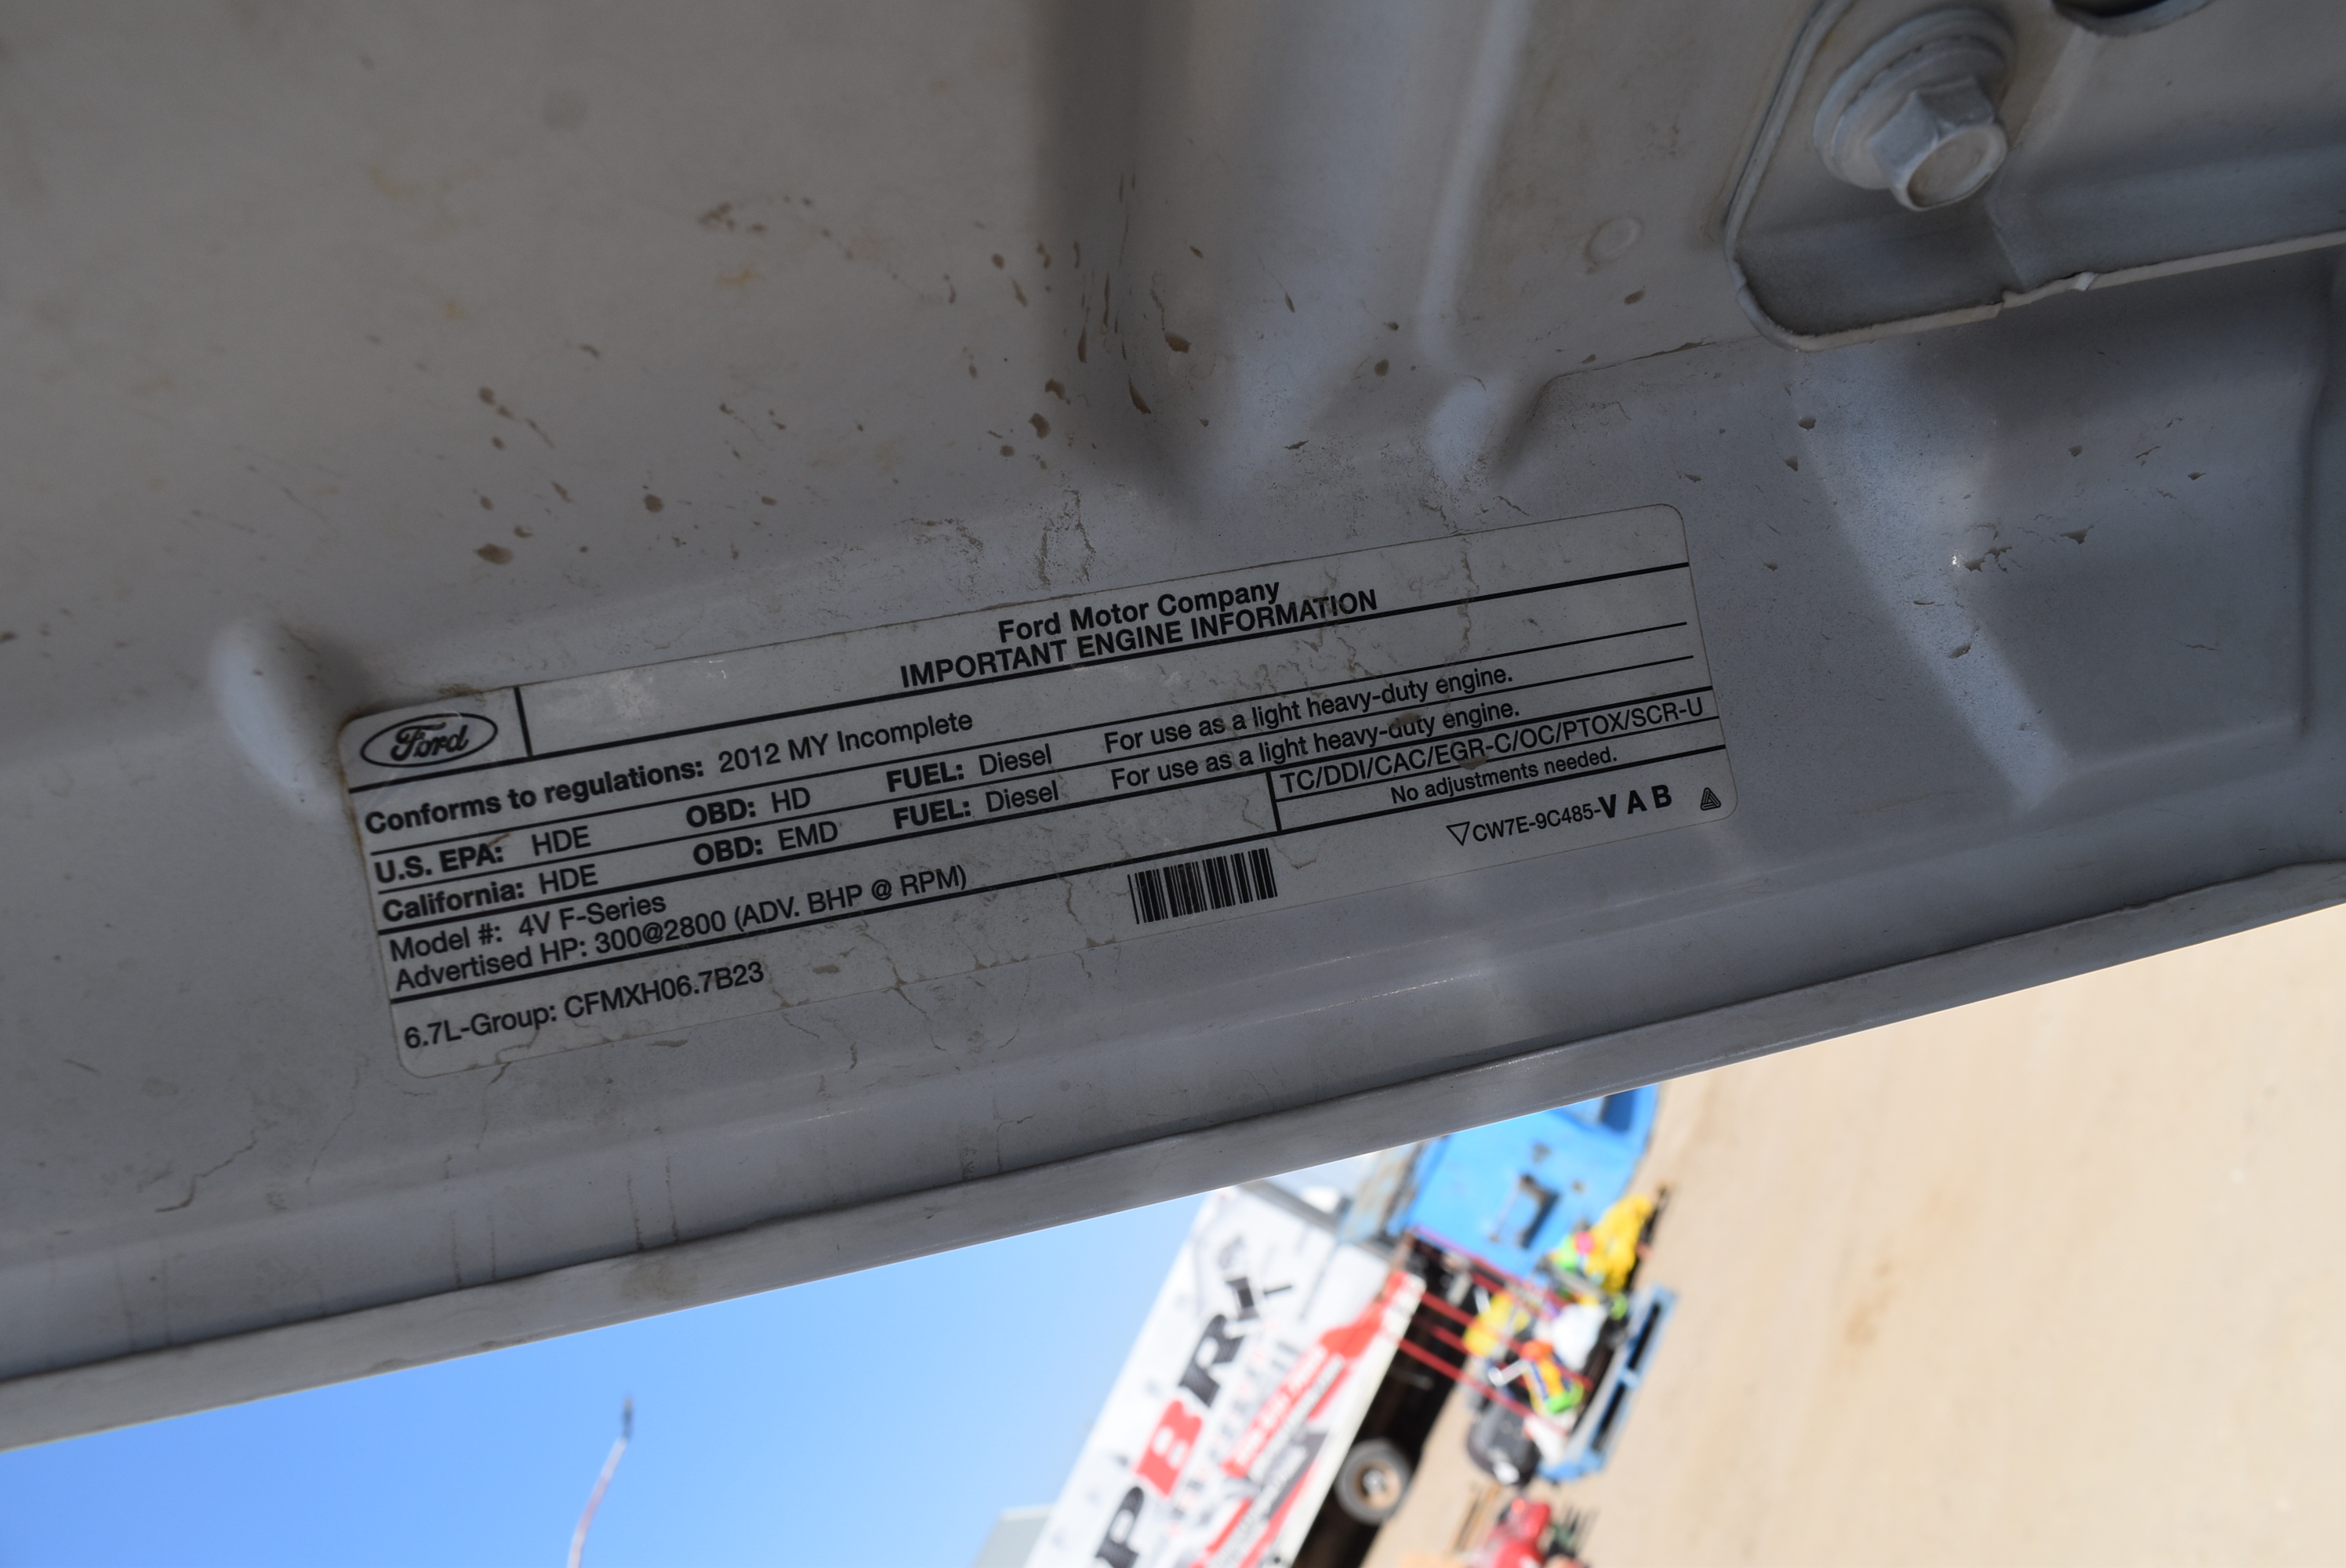 Ford
Ford Motor Company
IMPORTANT ENGINE INFORMATION
Conforms to regulations: 2012 MY Incomplete
U.S. EPA: HDE OBD: HD FUEL: Diesel For use as a light heavy-duty engine.
California: HDE OBD: EMD FUEL: Diesel For use as a light heavy-duty engine.
Model #: 4V F-Series
TC/DDI/CAC/EGR-C/OC/PTOX/SCR-U
Advertised HP: 300@2800 (ADV. BHP @ RPM)
No adjustments needed.
6.7L-Group: CFMXH06.7B23
CW7E-9C485-VAB